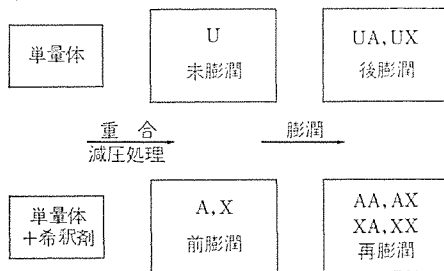 単量体
U
未膨潤
UA, UX
後膨潤
重合
減圧処理
膨潤
単量体
+希釈剤
A, X
前膨潤
AA, AX
XA, XX
再膨潤